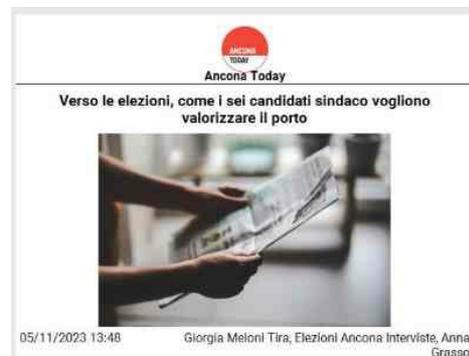 ANCONA
TODAY
Ancona Today
Verso le elezioni, come i sei candidati sindaco vogliono
valorizzare il porto
05/11/2023 13:48
Giorgia Meloni Tira, Elezioni Ancona Interviste, Anna
Grasso